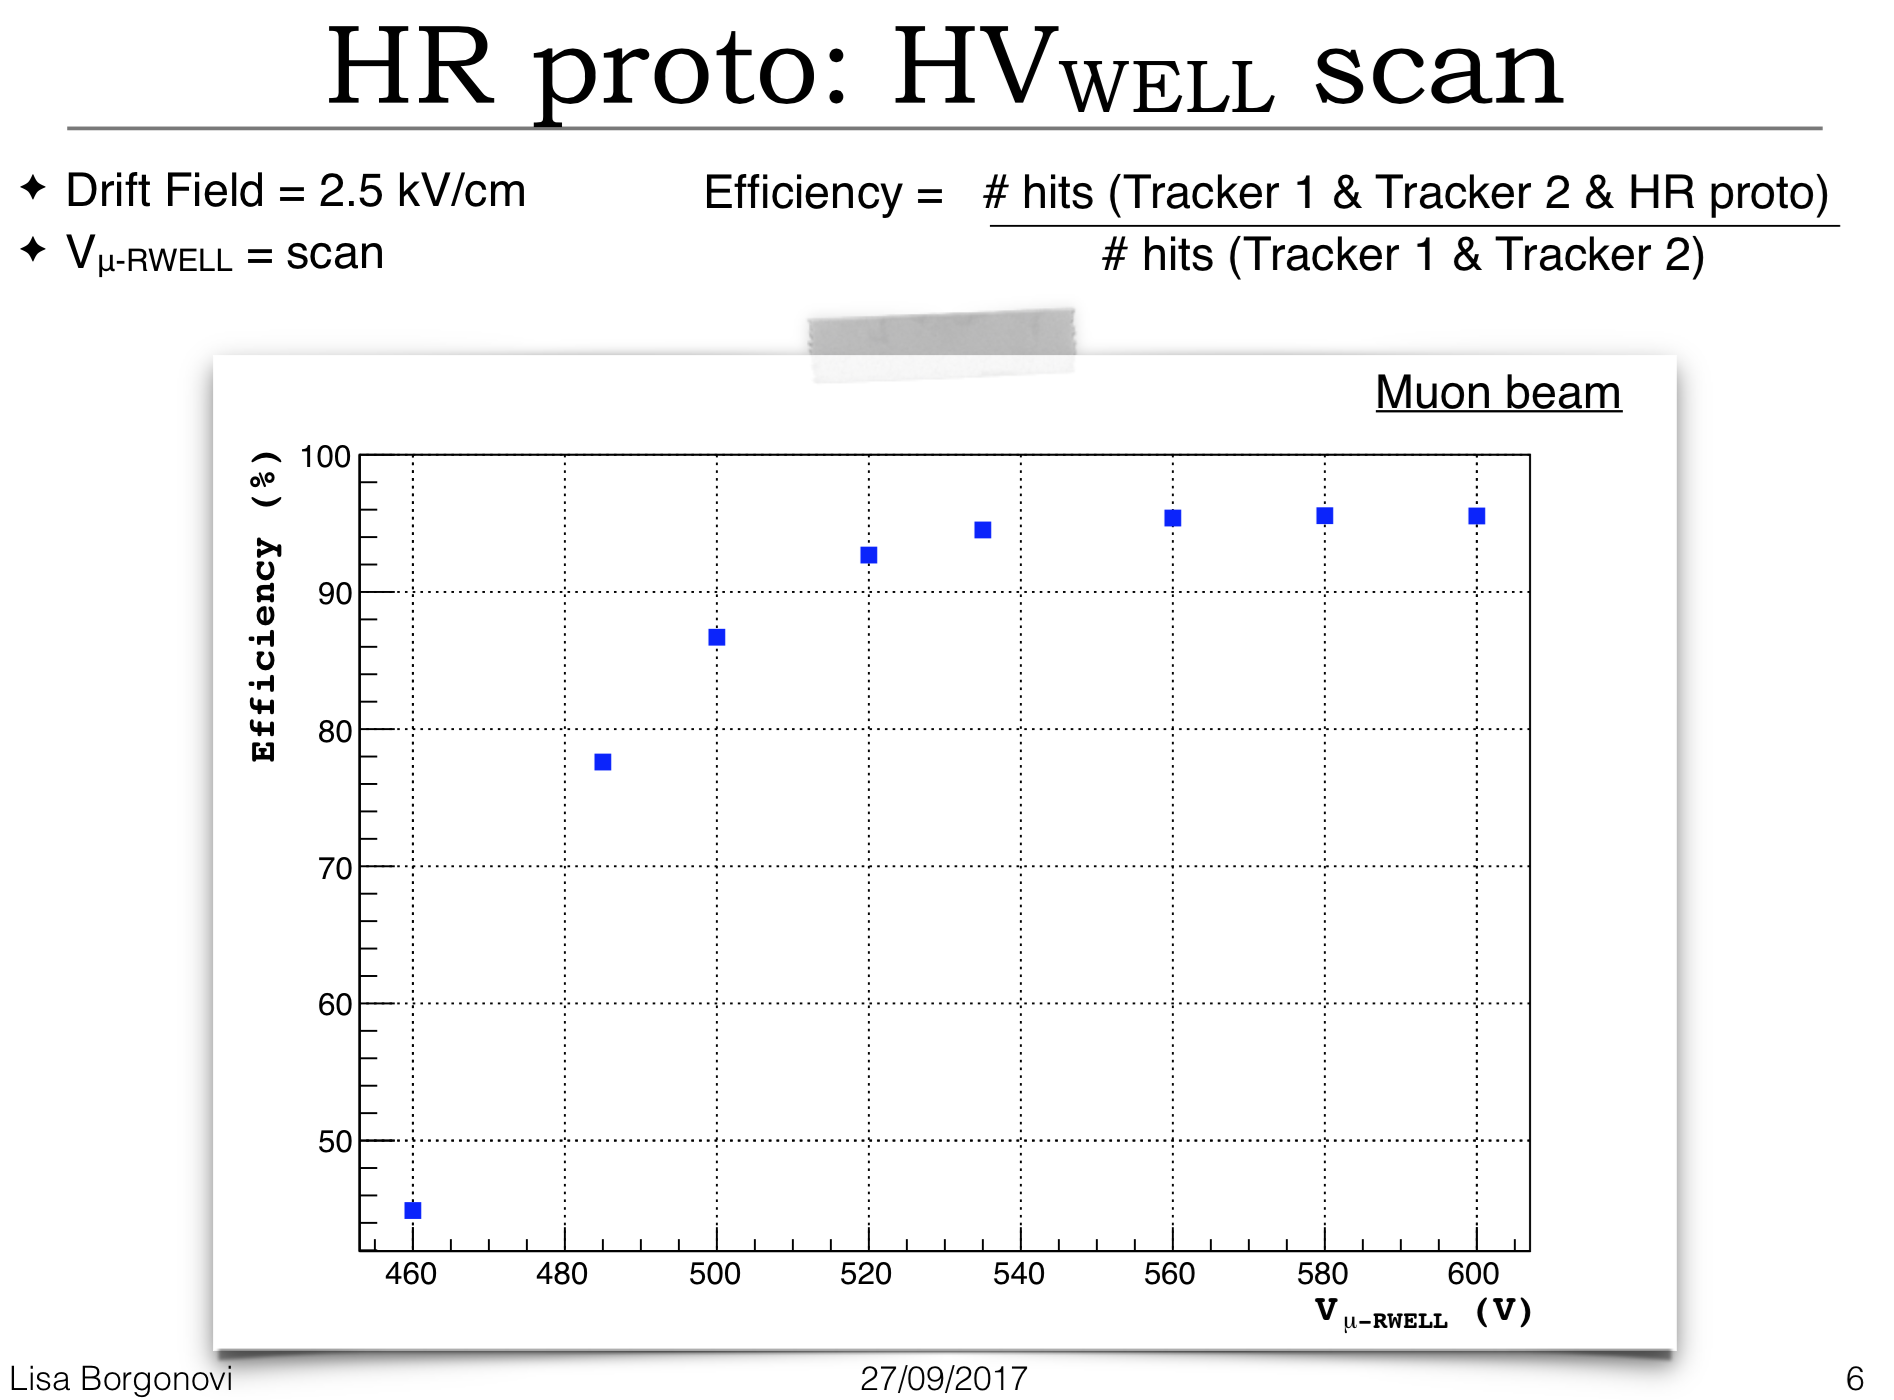 HR proto: HVWELL scan
✦ Drift Field = 2.5 kV/cm
✦ Vμ-RWELL = scan
Efficiency = # hits (Tracker 1 & Tracker 2 & HR proto)
# hits (Tracker 1 & Tracker 2)
Muon beam
Efficiency (%)
100
90
80
70
60
50
460 480 500 520 540 560 580 600
Vμ-RWELL (V)
Lisa Borgonovi 27/09/2017 6